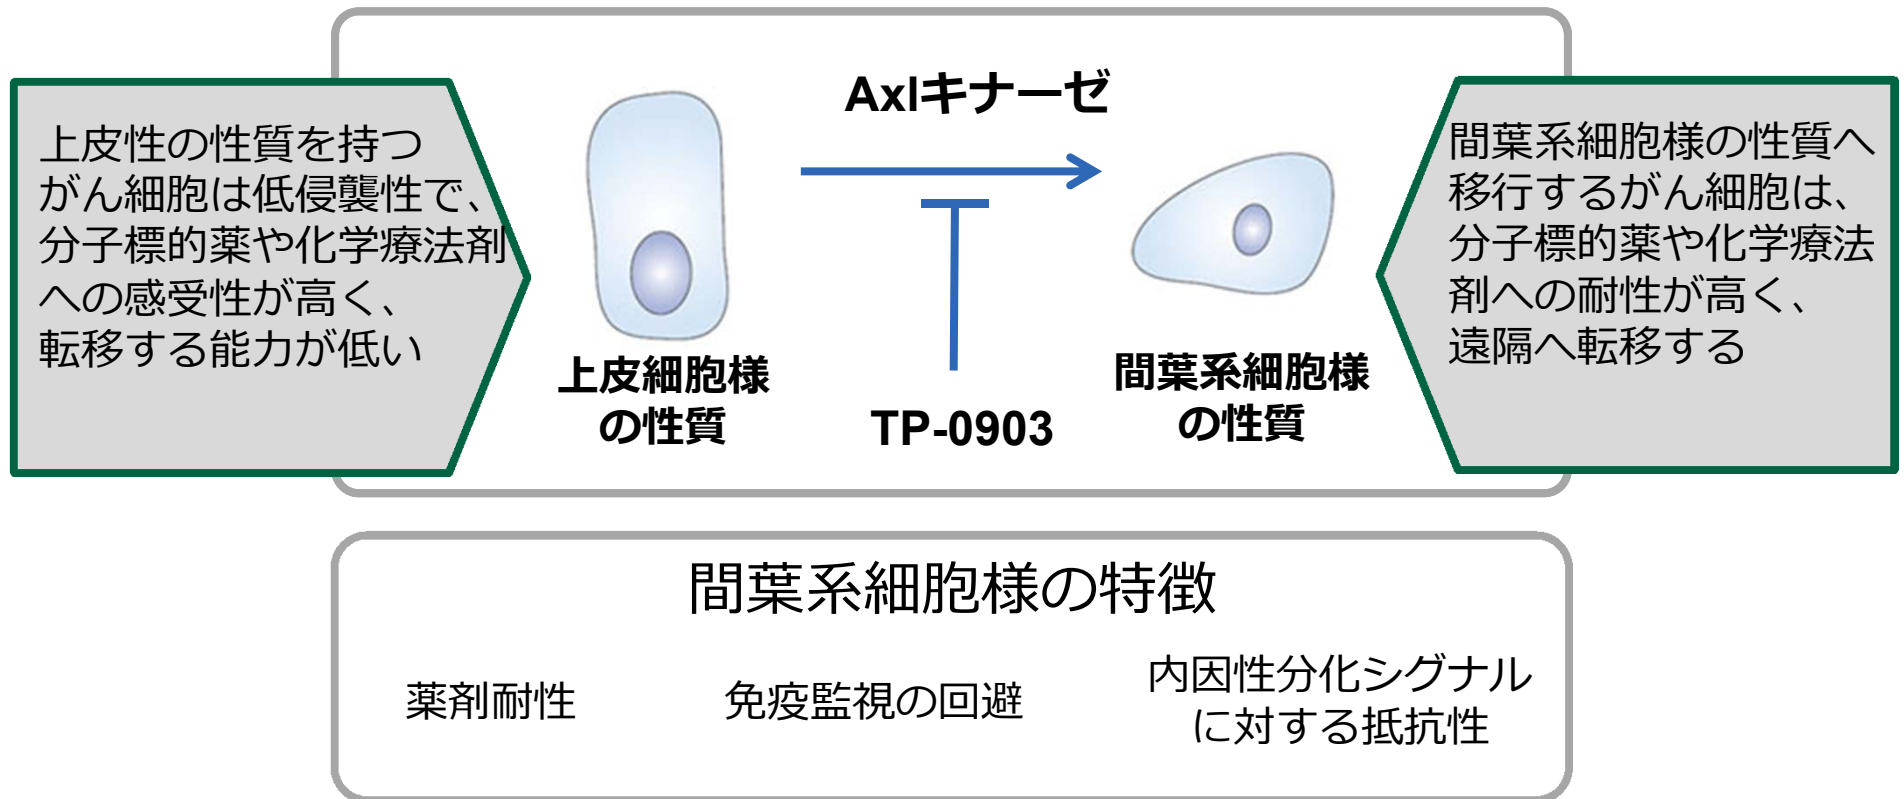 Axlキナーゼ
上皮性の性質を持つ
がん細胞は低侵襲性で、
分子標的薬や化学療法剤
への感受性が高く、
転移する能力が低い
上皮細胞様
の性質
TP-0903
間葉系細胞様
の性質
間葉系細胞様の性質へ
移行するがん細胞は、
分子標的薬や化学療法
剤への耐性が高く、
遠隔へ転移する
間葉系細胞様の特徴
薬剤耐性
免疫監視の回避
内因性分化シグナル
に対する抵抗性